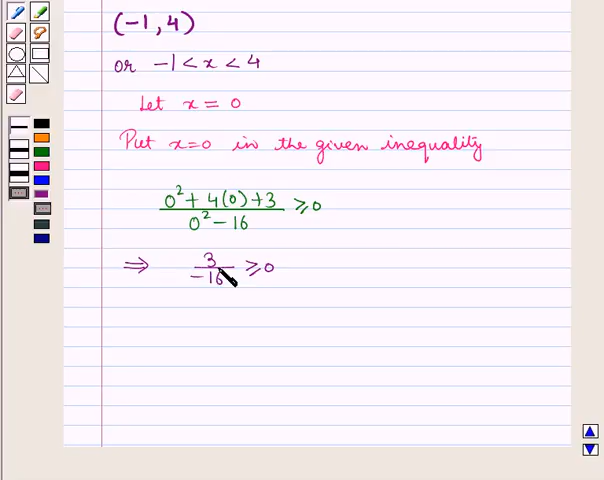 (-1, 4)
or -1 < x < 4
Let x = 0
Put x=0 in the given inequality
0² + 4(0) + 3 / 0² - 16 ≥ 0
⇒ 3 / -16 ≥ 0